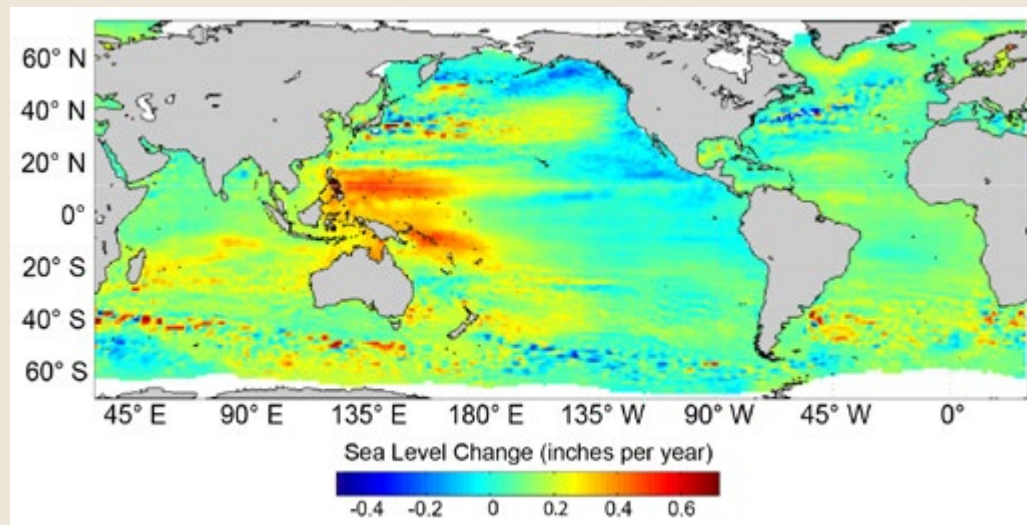 60° N
40° N
20° N
0°
20° S
40° S
60° S
45° E 90° E 135° E 180° E 135° W 90° W 45° W 0°
Sea Level Change (inches per year)
-0.4 -0.2 0 0.2 0.4 0.6